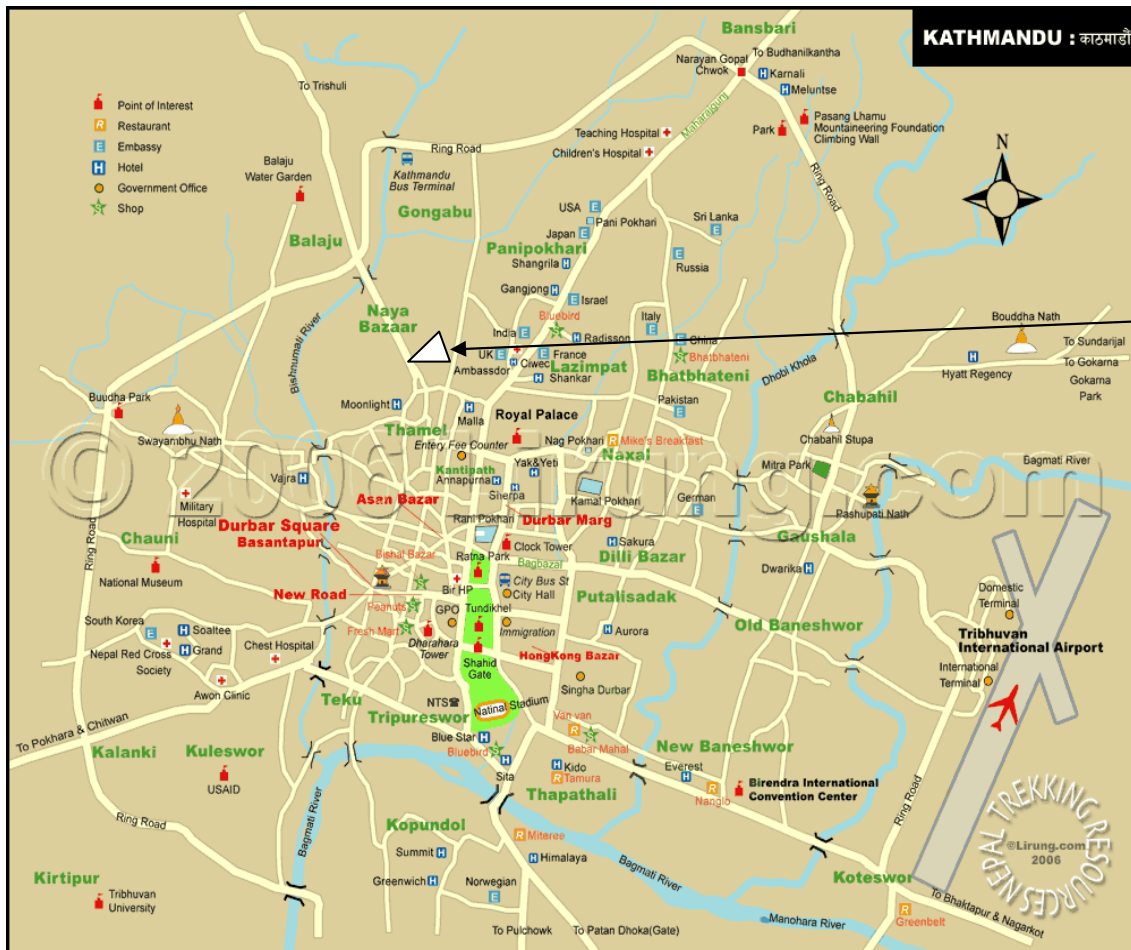 KATHMANDU : काठमाडौं
Bansbari
To Budhanilkantha
Narayan Gopal
Chwok
Karnali
Meluntse
To Trishuli
Point of Interest
Restaurant
Embassy
Hotel
Government Office
Shop
Maharajgunj
Teaching Hospital
Children's Hospital
Park
Pasang Lhamu
Mountaineering Foundation
Climbing Wall
N
Ring Road
Kathmandu
Bus Terminal
Balaju
Water Garden
Gongabu
Ring Road
USA
Pani Pokhari
Japan
Sri Lanka
Balaju
Panipokhari
Shangrila
Russia
Gangjong
Israel
Bluebird
Italy
Naya
Bazaar
Bishnumati River
India
Radisson
China
Bhatbhateni
UK
Ciwec
France
Ambassdor
Lazimpat
Shankar
Bhatbhateni
Dhobi Khola
Bouddha Nath
To Sundarijal
Hyatt Regency
To Gokarna
Gokarna
Park
Chabahil
Buudha Park
Moonlight
Malla
Royal Palace
Pakistan
Swayambhu Nath
Thamel
Entery Fee Counter
Nag Pokhari
Mike's Breakfast
Naxal
Chabahil Stupa
Mitra Park
Bagmati River
© 2006 Lirung.com
Vajra
Kantipath
Annapurna
Yak&Yeti
Sherpa
Kamal Pokhari
German
Pashupati Nath
Military
Hospital
Asan Bazar
Rani Pokhari
Durbar Marg
Durbar Square
Basantapur
Chauni
Ring Road
Bishal Bazar
Ratna Park
Clock Tower
Sakura
Dilli Bazar
Gaushala
National Museum
Bagbazal
Dwarika
New Road
Bir HP
City Bus St
City Hall
Putalisadak
Domestic
Terminal
Peanuts
GPO
Tundikhel
South Korea
Soaltee
Fresh Mart
Dharahara
Tower
Immigration
Aurora
Old Baneshwor
Tribhuvan
International Airport
Nepal Red Cross
Society
Grand
Chest Hospital
HongKong Bazar
Shahid
Gate
International
Terminal
Awon Clinic
Singha Durbar
Teku
NTS
Natinal Stadium
Tripureswor
Van van
Babar Mahal
To Pokhara & Chitwan
Kalanki
Kuleswor
Blue Star
Bluebird
New Baneshwor
Everest
USAID
Sita
Kido
Tamura
Thapathali
Nanglo
Birendra International
Convention Center
Ring Road
Bagmati River
Kopundol
Miteree
Ring Road
NEPAL TREKKING RESOURCES
©Lirung.com
2006
Summit
Himalaya
Greenwich
Norwegian
Bagmati River
Koteswor
Kirtipur
Tribhuvan
University
To Bhaktapur & Nagarkot
Greenbelt
Manohara River
To Pulchowk
To Patan Dhoka(Gate)